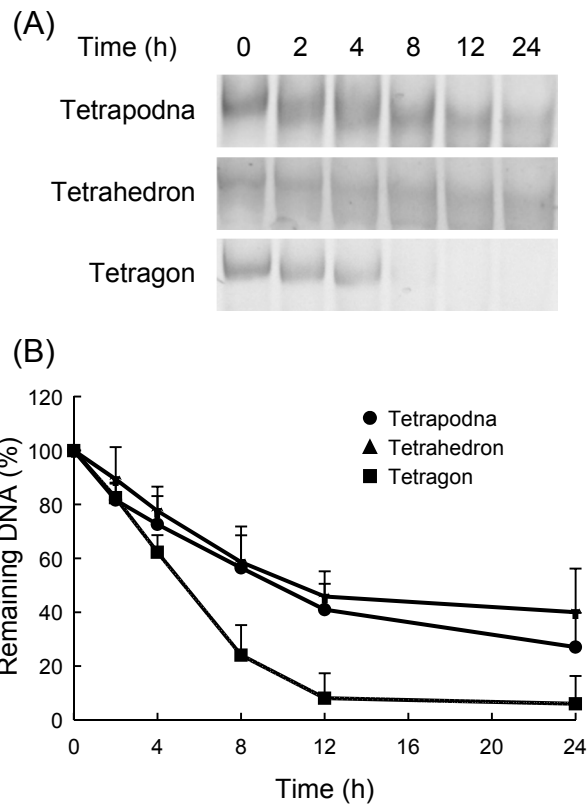 (A)
Time (h) 0 2 4 8 12 24
Tetrapodna
Tetrahedron
Tetragon
(B)
120
100
80
60
40
20
0
Remaining DNA (%)
Tetrapodna
Tetrahedron
Tetragon
0 4 8 12 16 20 24
Time (h)